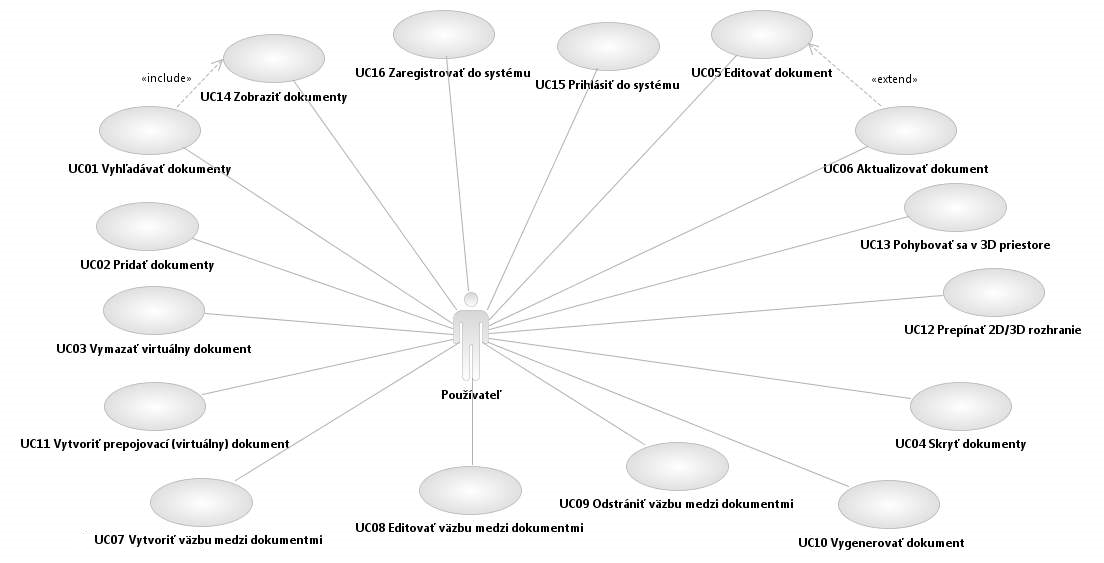 «include»
UC14 Zobraziť dokumenty
UC16 Zaregistrovať do systému
UC15 Prihlásiť do systému
UC05 Editovať dokument
«extend»
UC01 Vyhľadávať dokumenty
UC06 Aktualizovať dokument
UC02 Pridať dokumenty
UC13 Pohybovať sa v 3D priestore
UC03 Vymazať virtuálny dokument
UC12 Prepínať 2D/3D rozhranie
Používateľ
UC11 Vytvoriť prepojovací (virtuálny) dokument
UC04 Skryť dokumenty
UC07 Vytvoriť väzbu medzi dokumentmi
UC08 Editovať väzbu medzi dokumentmi
UC09 Odstrániť väzbu medzi dokumentmi
UC10 Vygenerovať dokument